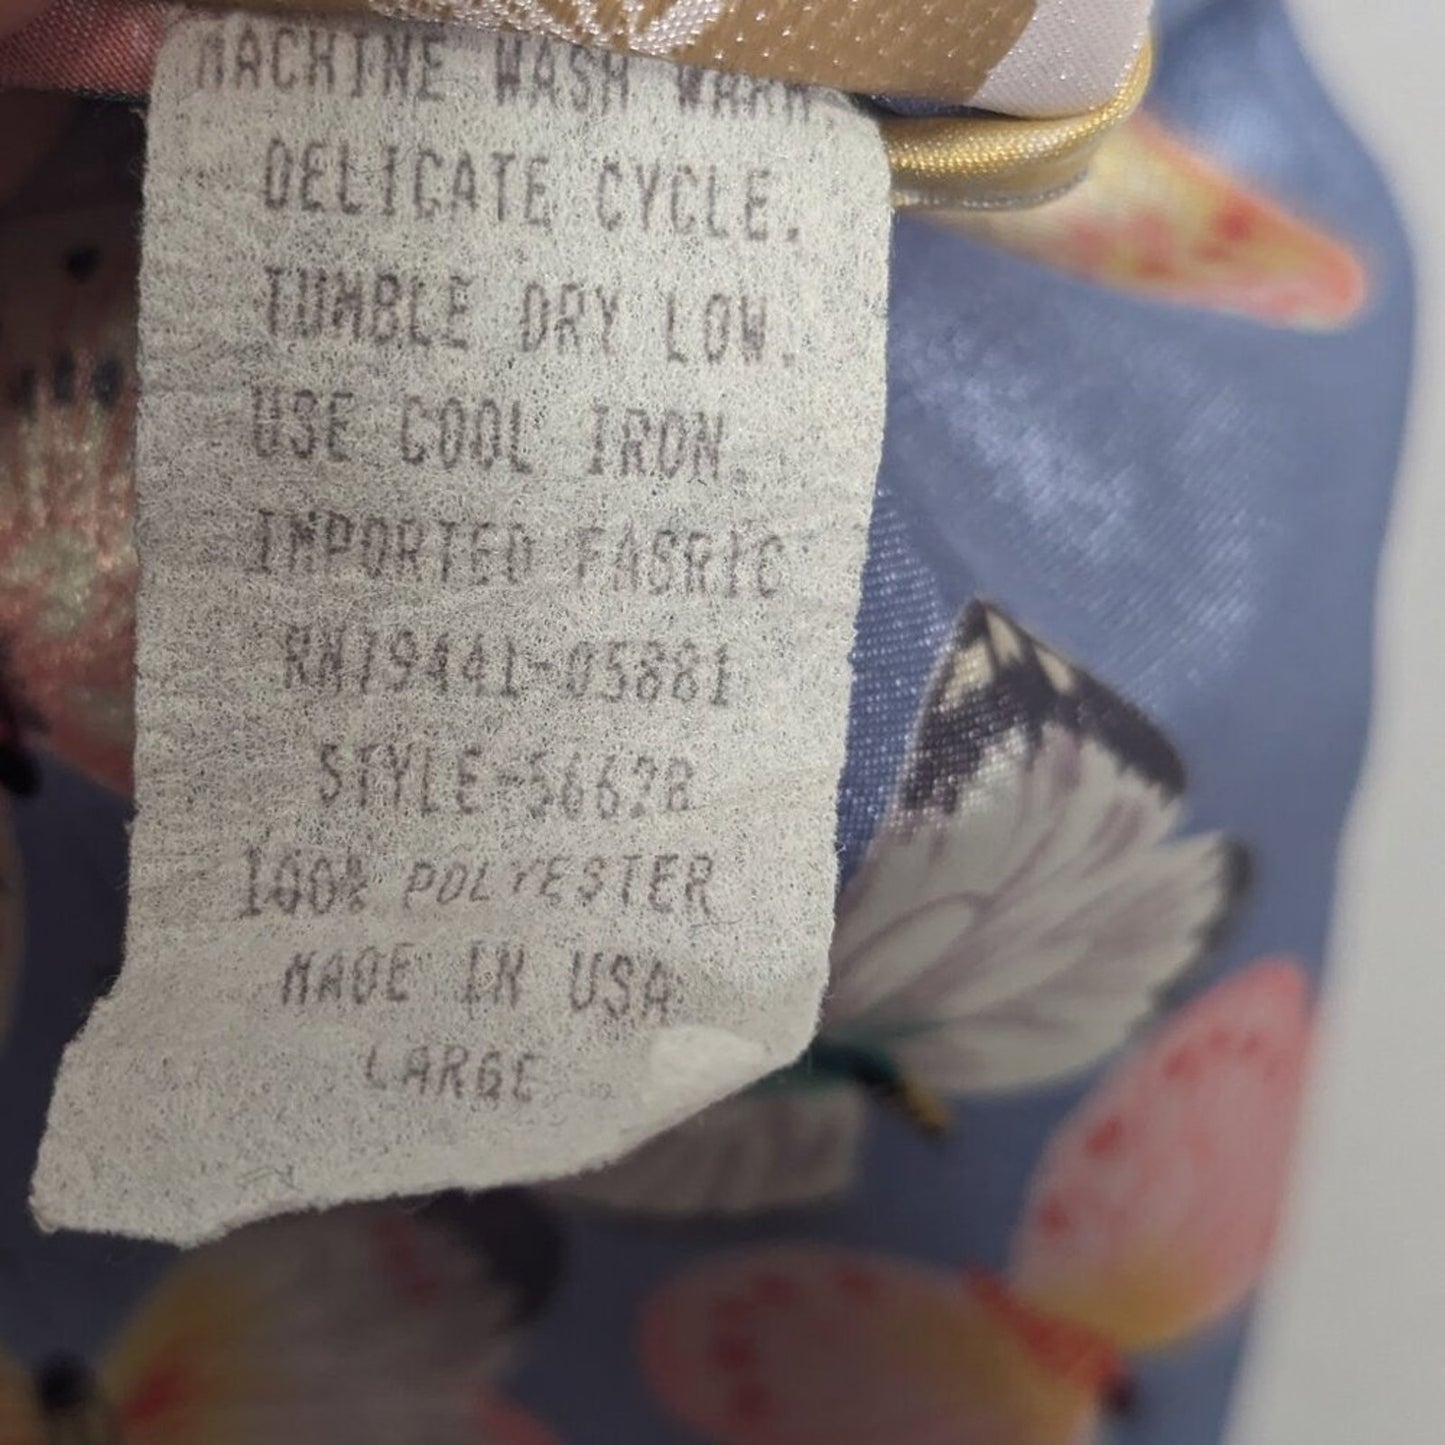 MACHINE WASH WARM
DELICATE CYCLE.
TUMBLE DRY LOW.
USE COOL IRON.
IMPORTED FABRIC
RN19441-05881
STYLE-56628
100% POLYESTER
MADE IN USA
LARGE